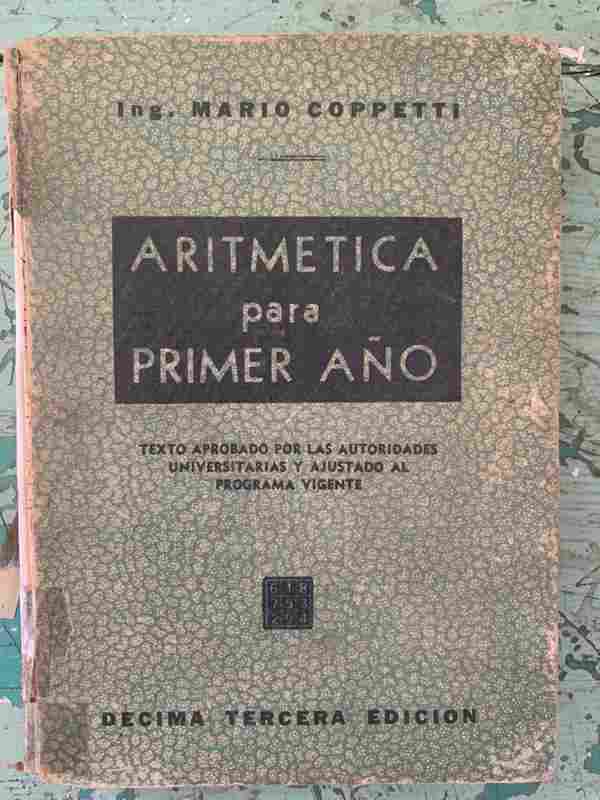 Ing. MARIO COPPETTI
ARITMETICA
para
PRIMER AÑO
TEXTO APROBADO POR LAS AUTORIDADES
UNIVERSITARIAS Y AJUSTADO AL
PROGRAMA VIGENTE
618
753
294
DECIMA TERCERA EDICION